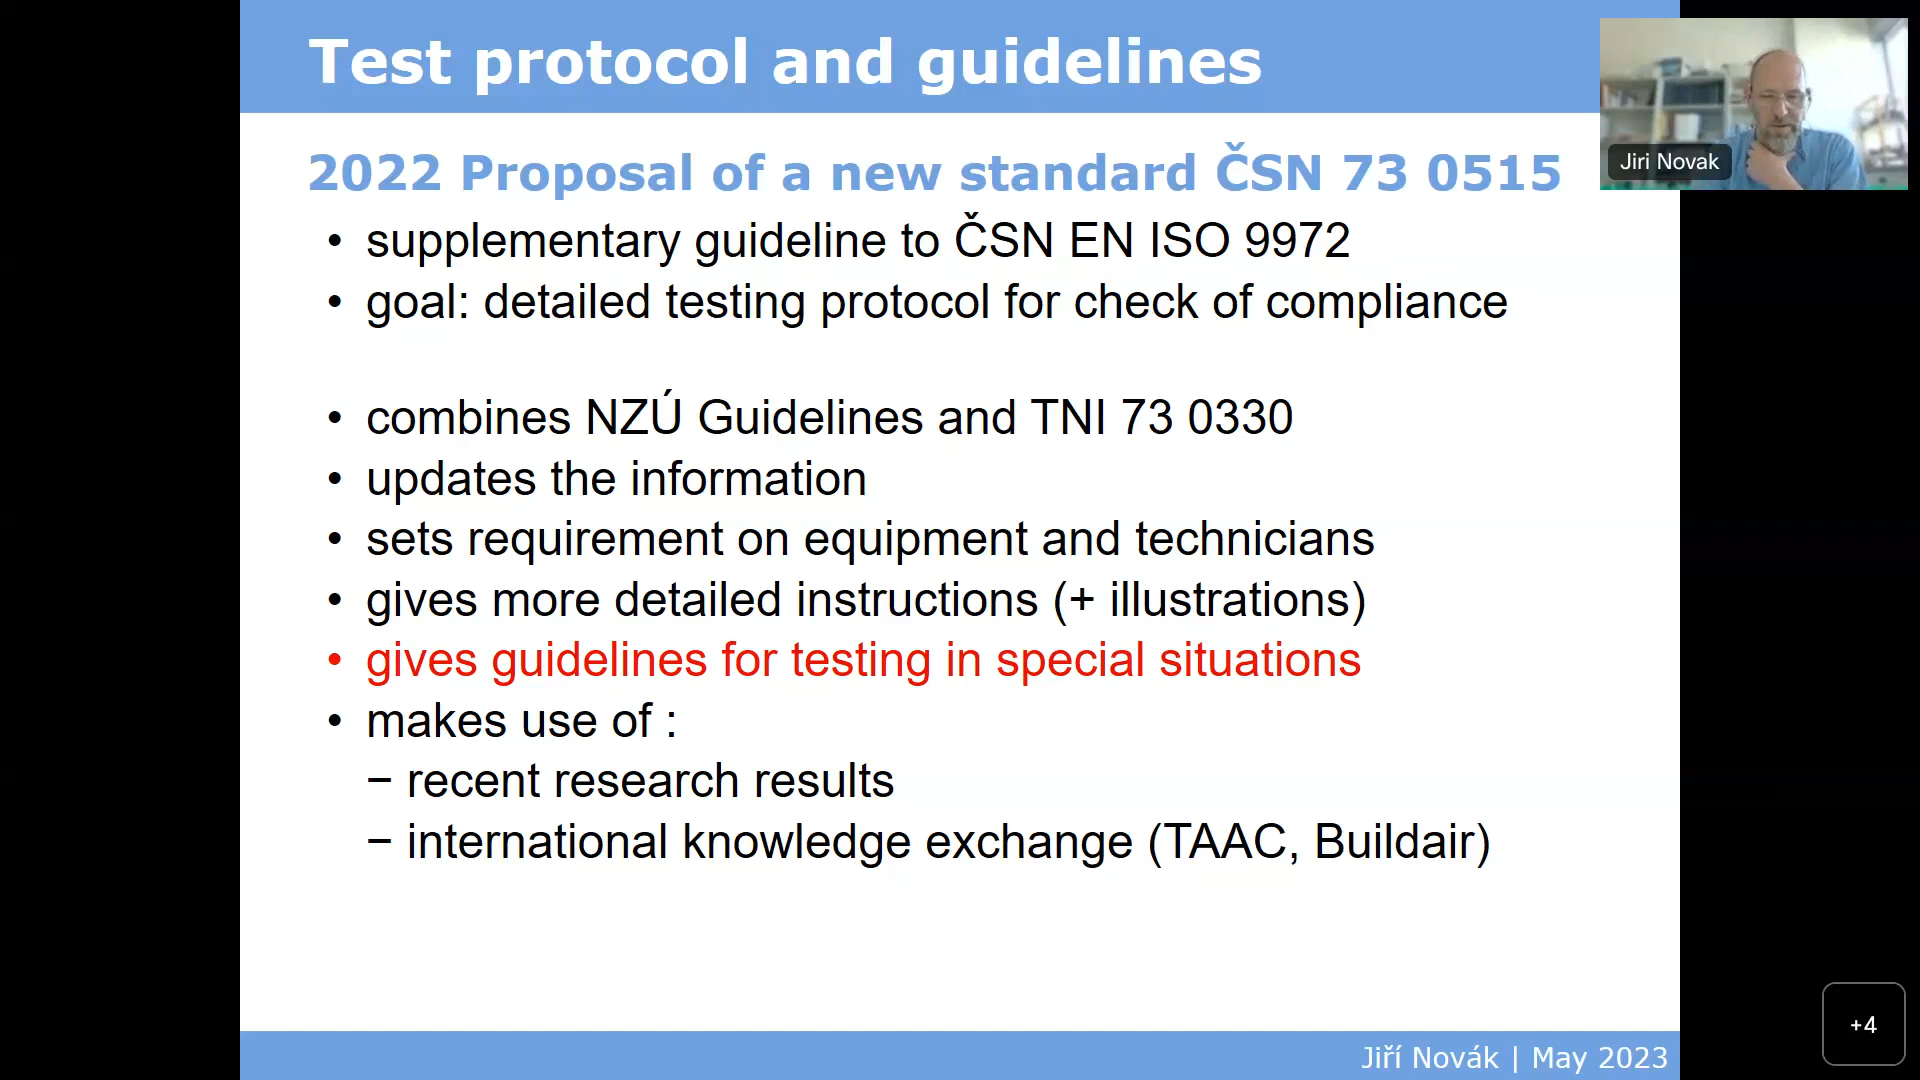 Test protocol and guidelines
Jiri Novak
2022 Proposal of a new standard ČSN 73 0515
• supplementary guideline to ČSN EN ISO 9972
• goal: detailed testing protocol for check of compliance
• combines NZÚ Guidelines and TNI 73 0330
• updates the information
• sets requirement on equipment and technicians
• gives more detailed instructions (+ illustrations)
• gives guidelines for testing in special situations
• makes use of :
− recent research results
− international knowledge exchange (TAAC, Buildair)
+4
Jiří Novák | May 2023